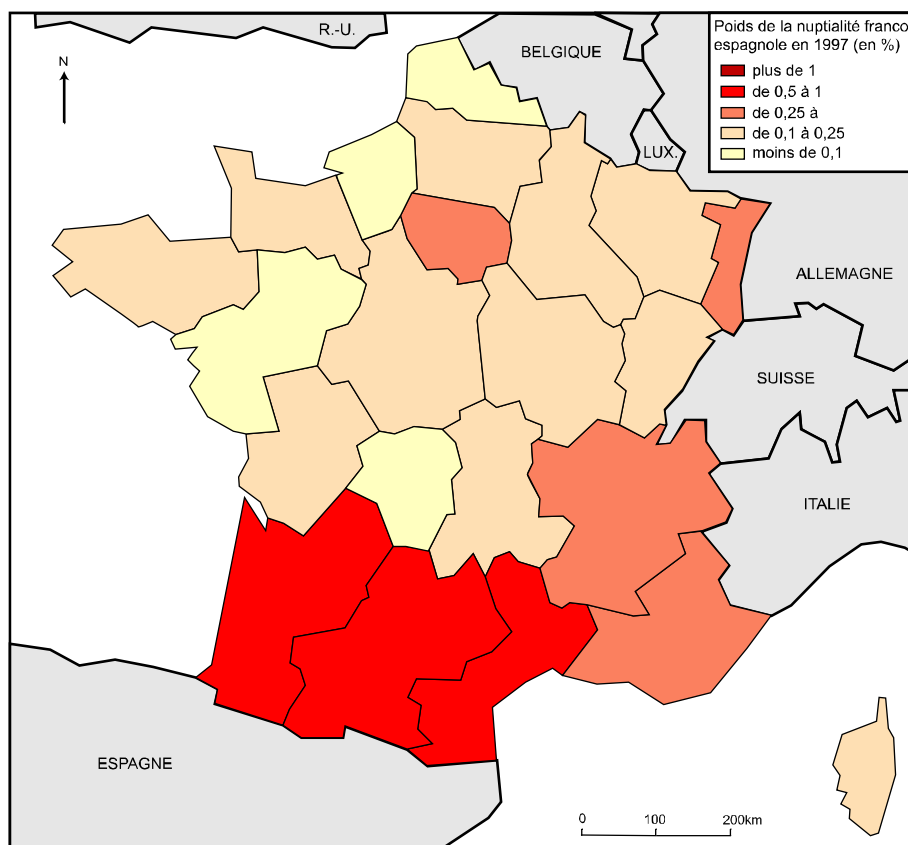 R.-U.
BELGIQUE
Poids de la nuptialité franco
espagnole en 1997 (en %)
plus de 1
de 0,5 à 1
de 0,25 à
de 0,1 à 0,25
moins de 0,1
N
LUX.
ALLEMAGNE
SUISSE
ITALIE
ESPAGNE
0 100 200km